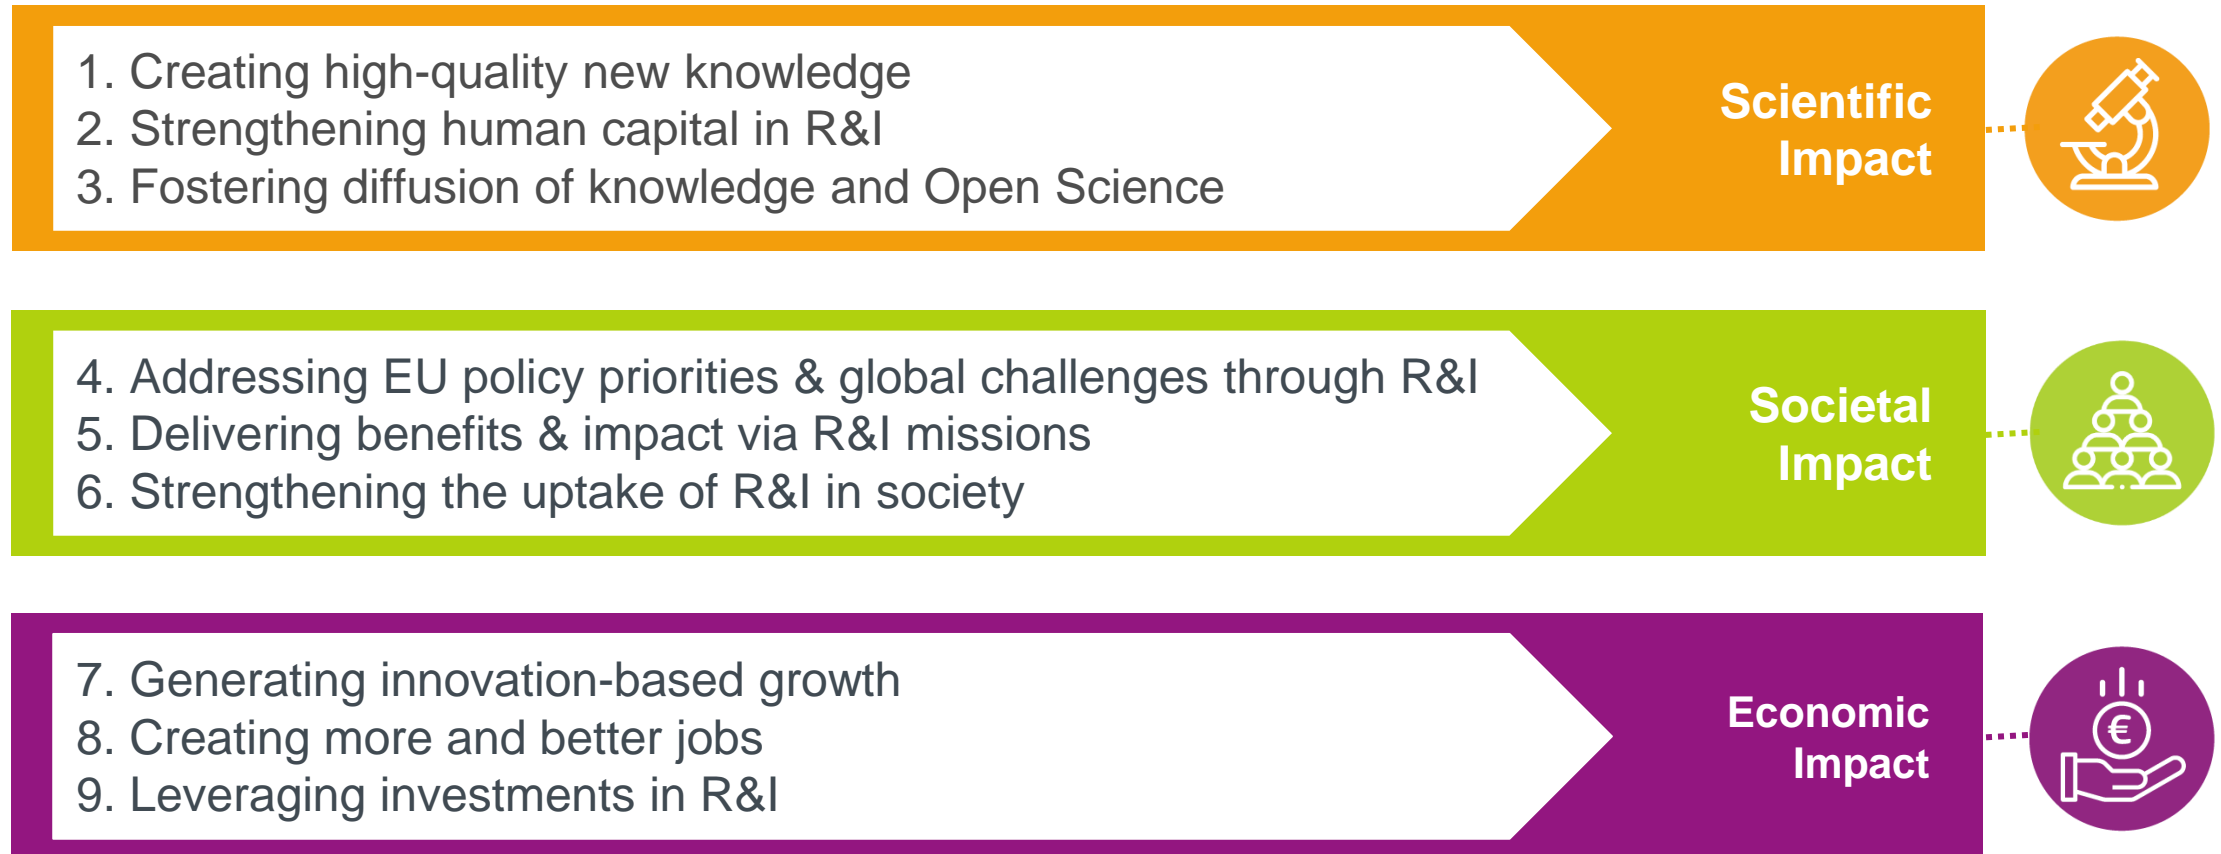 1. Creating high-quality new knowledge
2. Strengthening human capital in R&I
3. Fostering diffusion of knowledge and Open Science
Scientific
Impact
4. Addressing EU policy priorities & global challenges through R&I
5. Delivering benefits & impact via R&I missions
6. Strengthening the uptake of R&I in society
Societal
Impact
7. Generating innovation-based growth
8. Creating more and better jobs
9. Leveraging investments in R&I
Economic
Impact
€